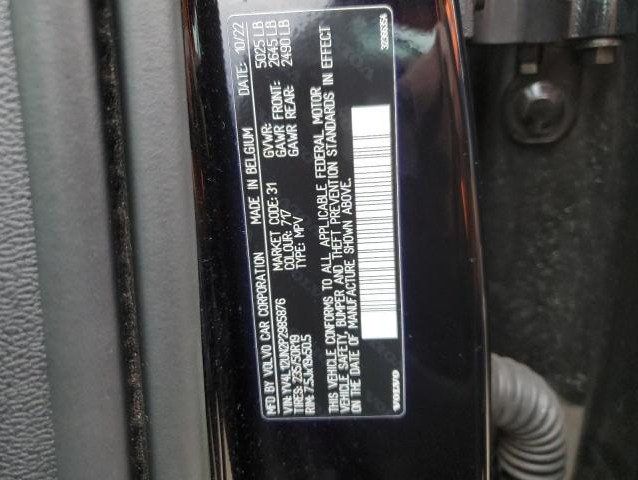 MFD BY VOLVO CAR CORPORATION MADE IN BELGIUM DATE: 10/22
VIN: YV4L12UN2P2985876 GVWR: 5025 LB
TIRES: 235/50R19 MARKET CODE: 31 GAWR FRONT: 2645 LB
RIM: 7.5JX19x50.5 COLOUR: 717 GAWR REAR: 2490 LB
TYPE: MPV
THIS VEHICLE CONFORMS TO ALL APPLICABLE FEDERAL MOTOR
VEHICLE SAFETY, BUMPER AND THEFT PREVENTION STANDARDS IN EFFECT
ON THE DATE OF MANUFACTURE SHOWN ABOVE.
VOLVO